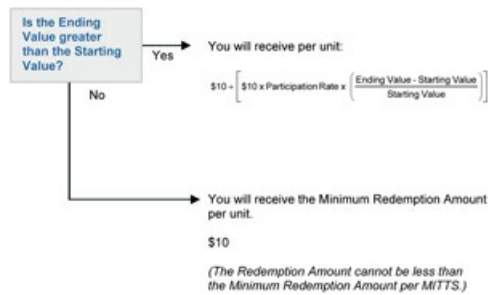 Is the Ending
Value greater
than the Starting
Value?
Yes
You will receive per unit:
$10 + [$10 x Participation Rate x (Ending Value - Starting Value / Starting Value)]
No
You will receive the Minimum Redemption Amount
per unit.
$10
(The Redemption Amount cannot be less than
the Minimum Redemption Amount per MITTS.)